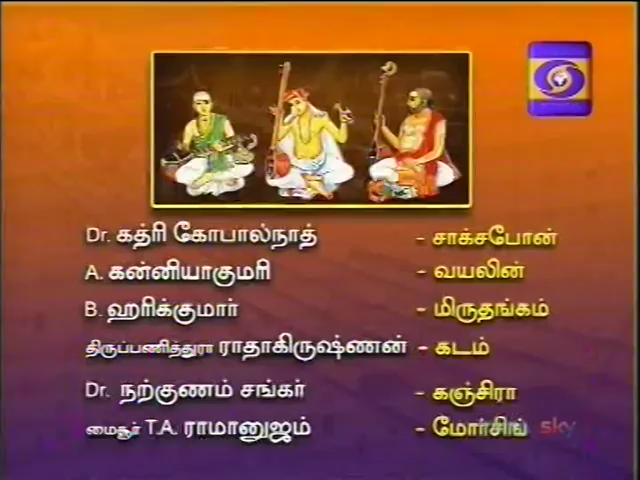 Dr. கத்ரி கோபால்நாத் - சாக்சபோன்
A. கன்னியாகுமரி - வயலின்
B. ஹரிக்குமார் - மிருதங்கம்
திருப்பணித்துரா ராதாகிருஷ்ணன் - கடம்
Dr. நற்குணம் சங்கர் - கஞ்சிரா
மைசூர் T.A. ராமானுஜம் - மோர்சிங்
sky